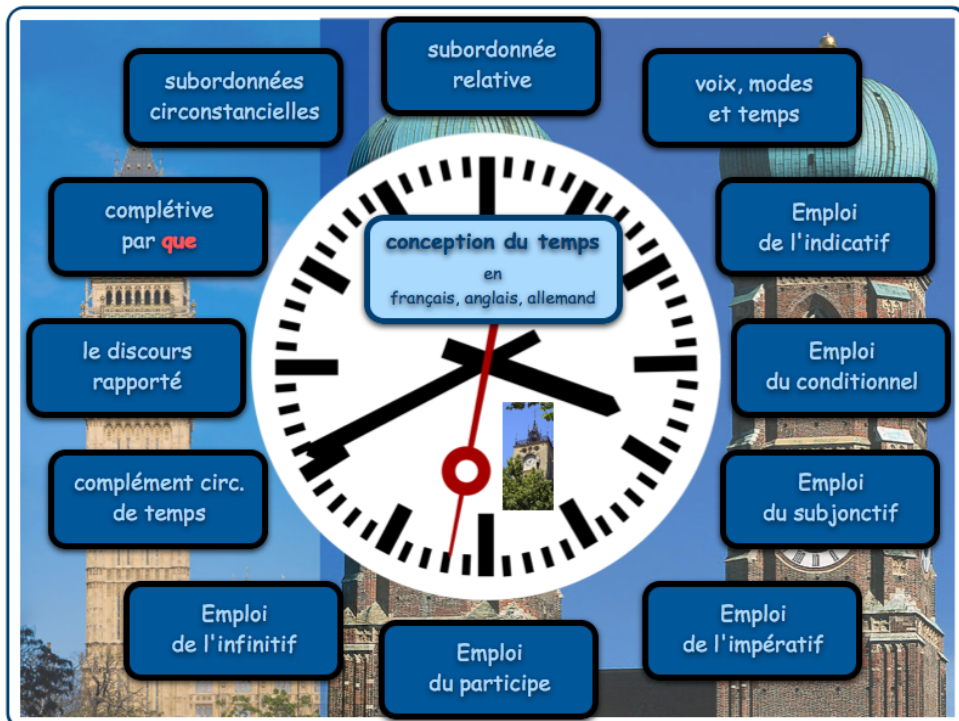 subordonnée
relative
voix, modes
et temps
Emploi
de l'indicatif
Emploi
du conditionnel
Emploi
du subjonctif
Emploi
de l'impératif
Emploi
du participe
Emploi
de l'infinitif
complément circ.
de temps
le discours
rapporté
complétive
par que
subordonnées
circonstancielles
conception du temps
en
français, anglais, allemand